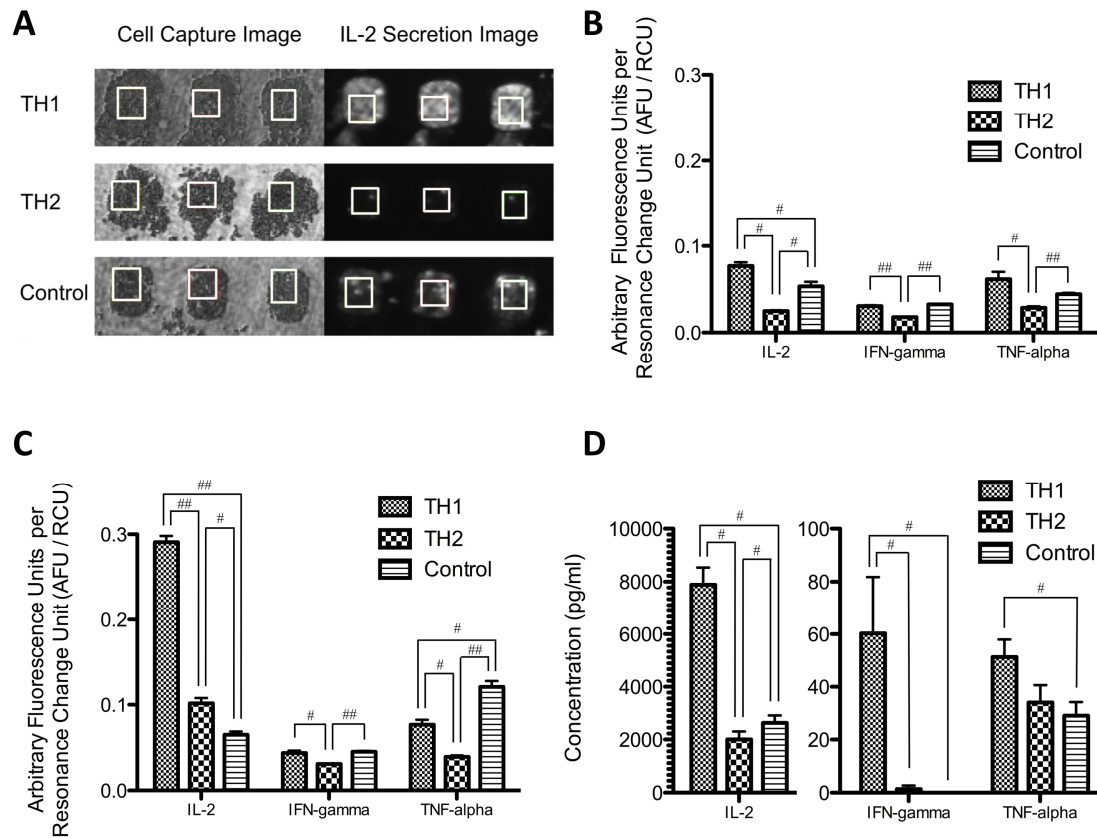 A
Cell Capture Image IL-2 Secretion Image
TH1
TH2
Control
B
Arbitrary Fluorescence Units per
Resonance Change Unit (AFU / RCU)
0.3
0.2
0.1
0.0
TH1
TH2
Control
#
#
#
##
##
#
##
IL-2 IFN-gamma TNF-alpha
C
Arbitrary Fluorescence Units per
Resonance Change Unit (AFU / RCU)
0.3
0.2
0.1
0.0
TH1
TH2
Control
##
##
#
#
##
#
#
##
IL-2 IFN-gamma TNF-alpha
D
Concentration (pg/ml)
10000
8000
6000
4000
2000
0
#
#
#
IL-2
100
80
60
40
20
0
TH1
TH2
Control
#
#
#
IFN-gamma TNF-alpha